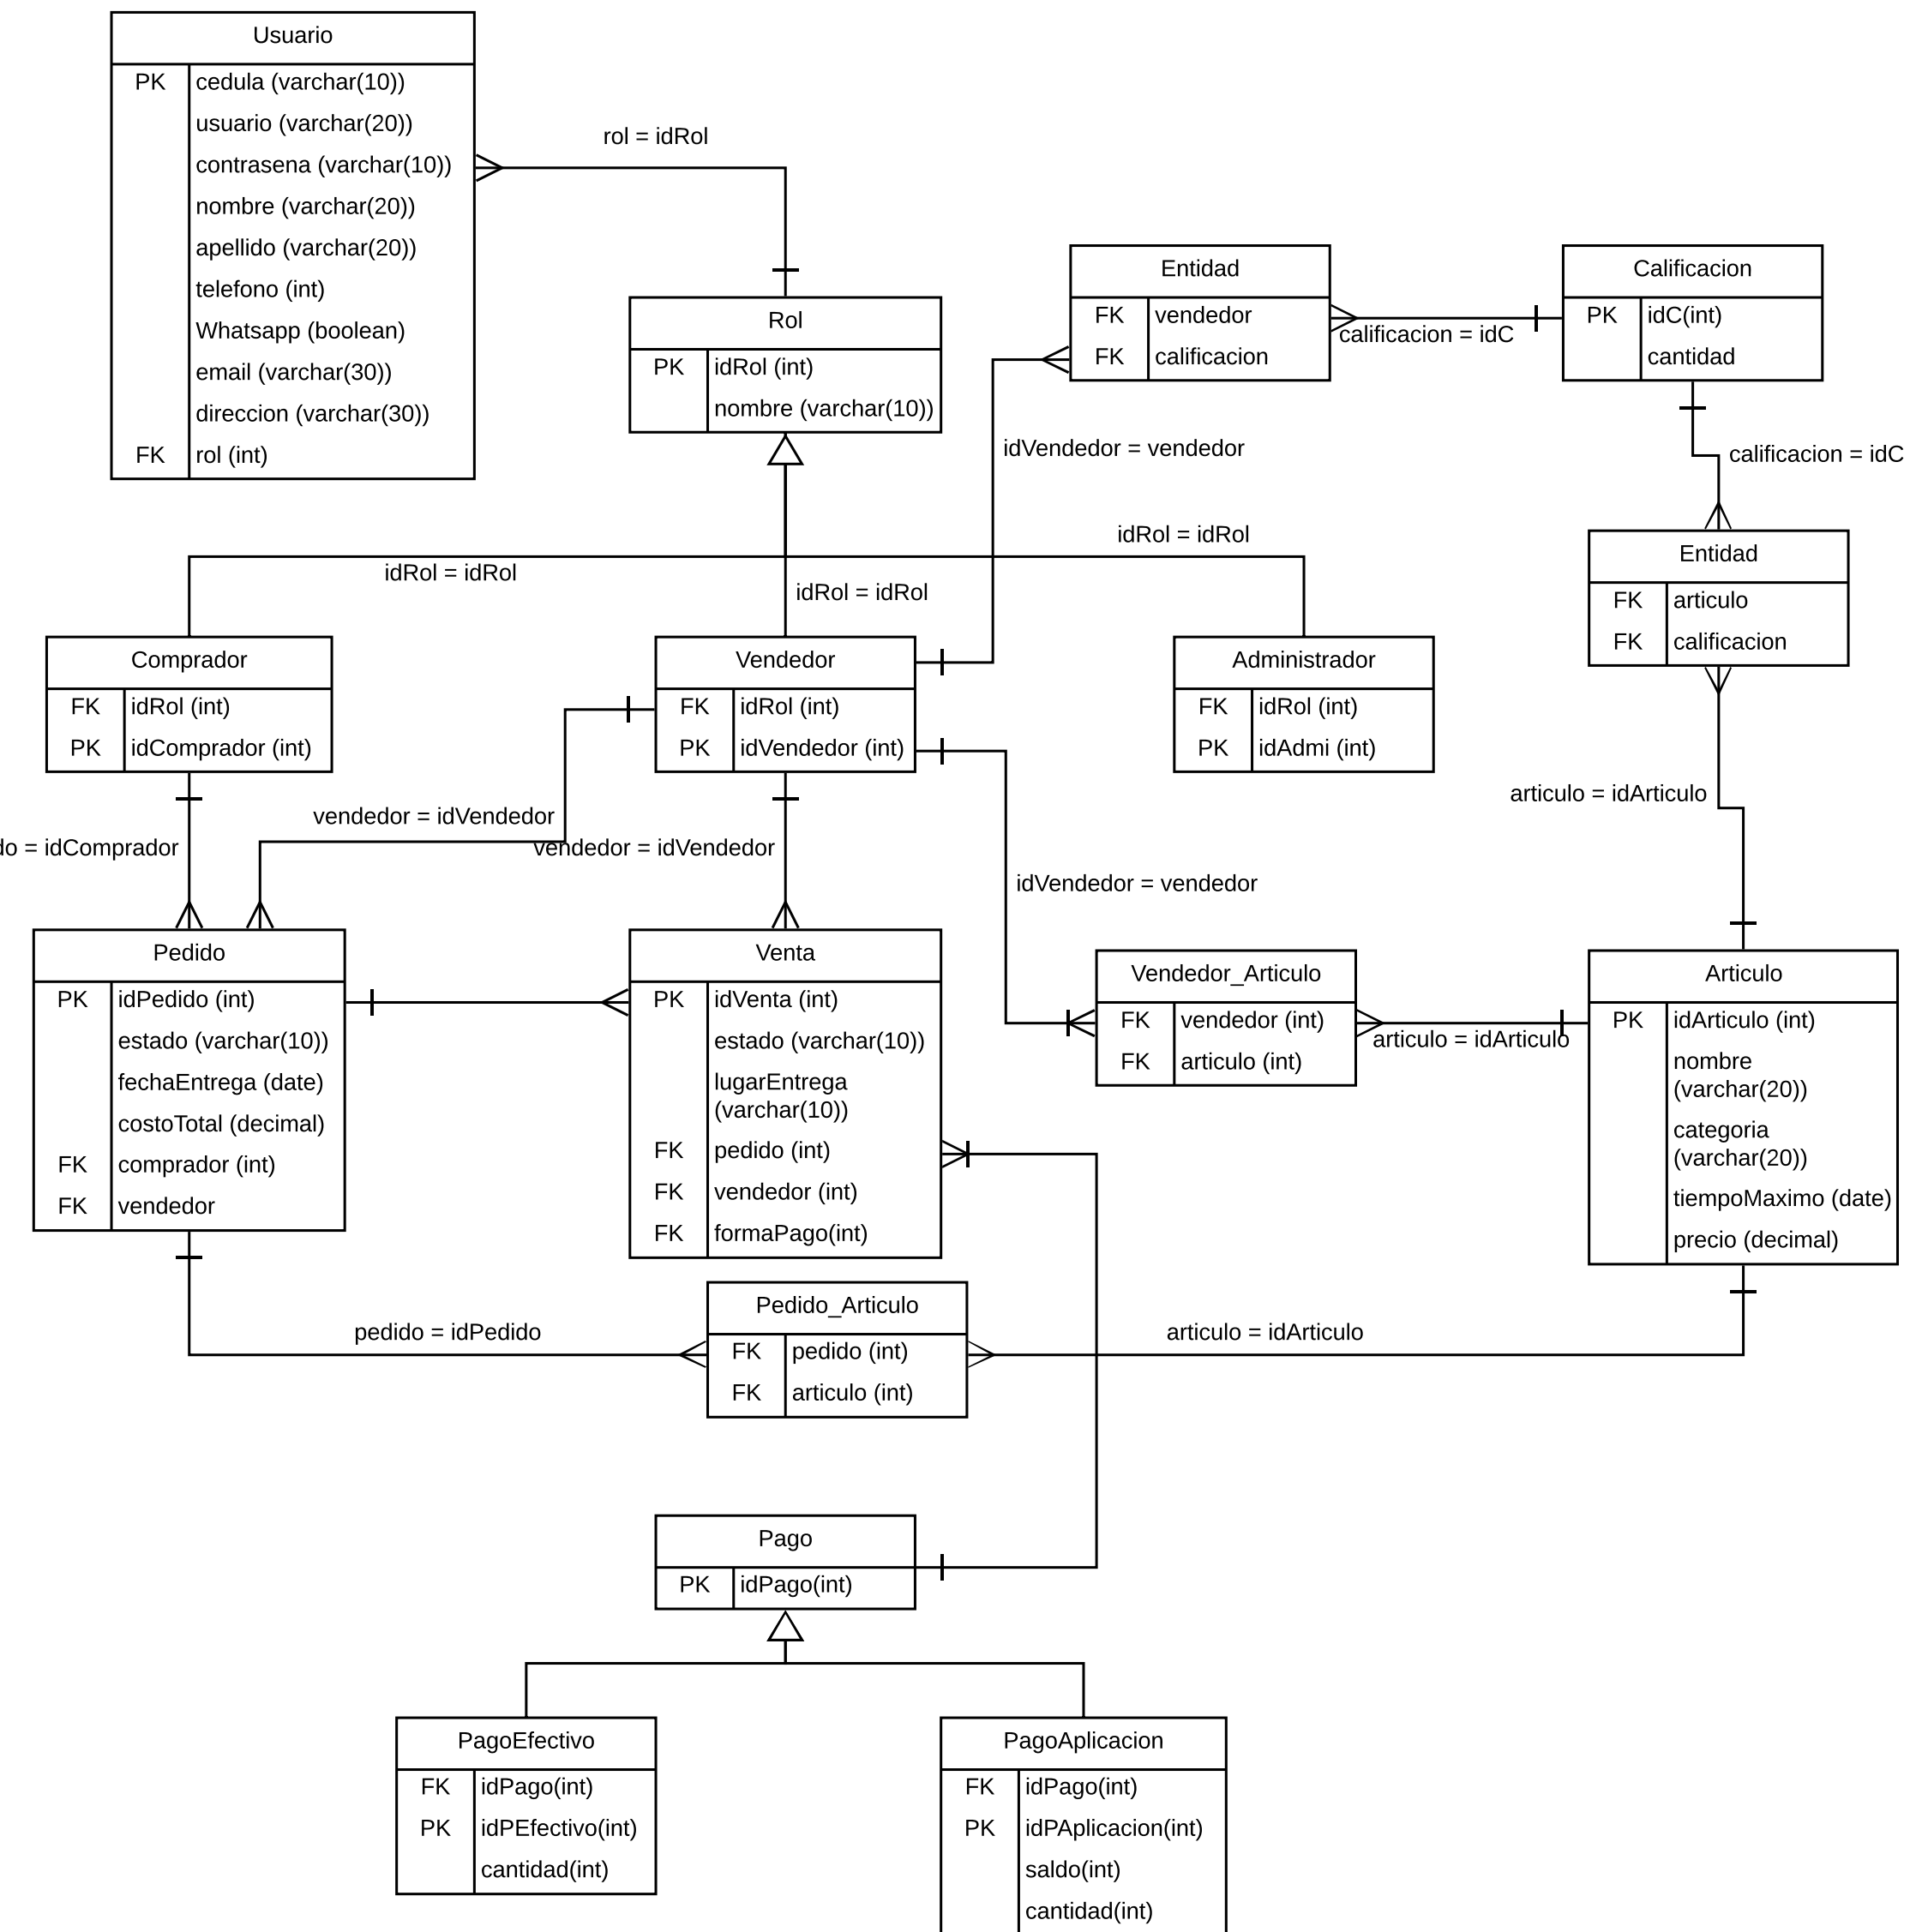 Usuario
PK cedula (varchar(10))
usuario (varchar(20))
contrasena (varchar(10))
nombre (varchar(20))
apellido (varchar(20))
telefono (int)
Whatsapp (boolean)
email (varchar(30))
direccion (varchar(30))
FK rol (int)
rol = idRol
Rol
PK idRol (int)
nombre (varchar(10))
Entidad
FK vendedor
FK calificacion
calificacion = idC
Calificacion
PK idC(int)
cantidad
idVendedor = vendedor
calificacion = idC
idRol = idRol
idRol = idRol
idRol = idRol
Entidad
FK articulo
FK calificacion
Comprador
FK idRol (int)
PK idComprador (int)
Vendedor
FK idRol (int)
PK idVendedor (int)
Administrador
FK idRol (int)
PK idAdmi (int)
articulo = idArticulo
vendedor = idVendedor
= idComprador
vendedor = idVendedor
idVendedor = vendedor
Pedido
PK idPedido (int)
estado (varchar(10))
fechaEntrega (date)
costoTotal (decimal)
FK comprador (int)
FK vendedor
Venta
PK idVenta (int)
estado (varchar(10))
lugarEntrega
(varchar(10))
FK pedido (int)
FK vendedor (int)
FK formaPago(int)
Vendedor_Articulo
FK vendedor (int)
FK articulo (int)
articulo = idArticulo
Articulo
PK idArticulo (int)
nombre
(varchar(20))
categoria
(varchar(20))
tiempoMaximo (date)
precio (decimal)
Pedido_Articulo
FK pedido (int)
FK articulo (int)
pedido = idPedido
articulo = idArticulo
Pago
PK idPago(int)
PagoEfectivo
FK idPago(int)
PK idPEfectivo(int)
cantidad(int)
PagoAplicacion
FK idPago(int)
PK idPAplicacion(int)
saldo(int)
cantidad(int)